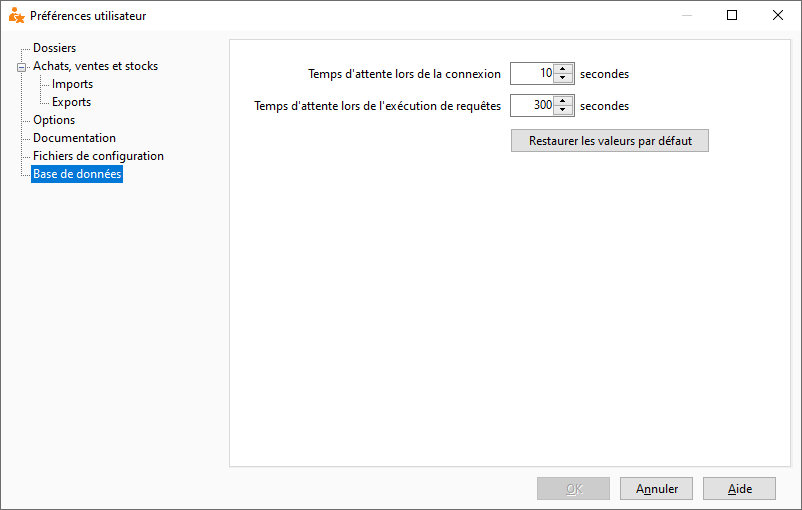 Préférences utilisateur
Dossiers
Achats, ventes et stocks
Imports
Exports
Options
Documentation
Fichiers de configuration
Base de données
Temps d'attente lors de la connexion 10 secondes
Temps d'attente lors de l'exécution de requêtes 300 secondes
Restaurer les valeurs par défaut
OK Annuler Aide